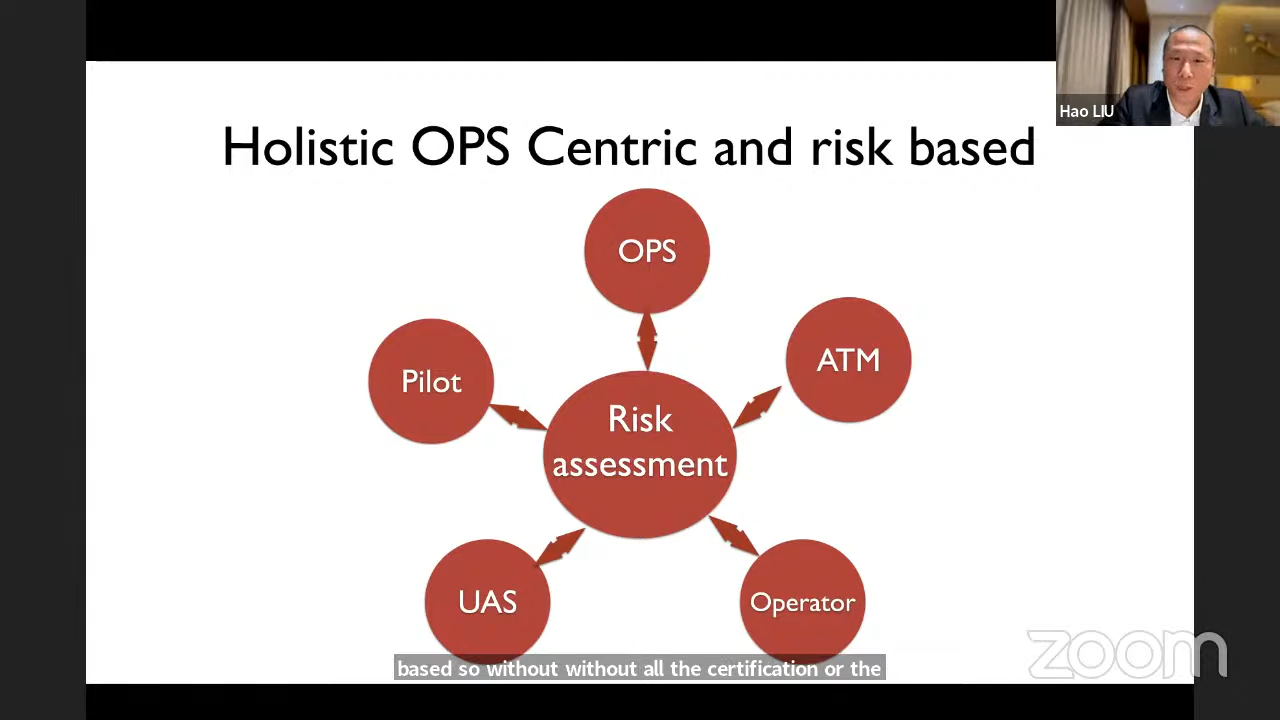 Hao LIU
Holistic OPS Centric and risk based
OPS
ATM
Pilot
Risk
assessment
UAS
Operator
based so without without all the certification or the
zoom